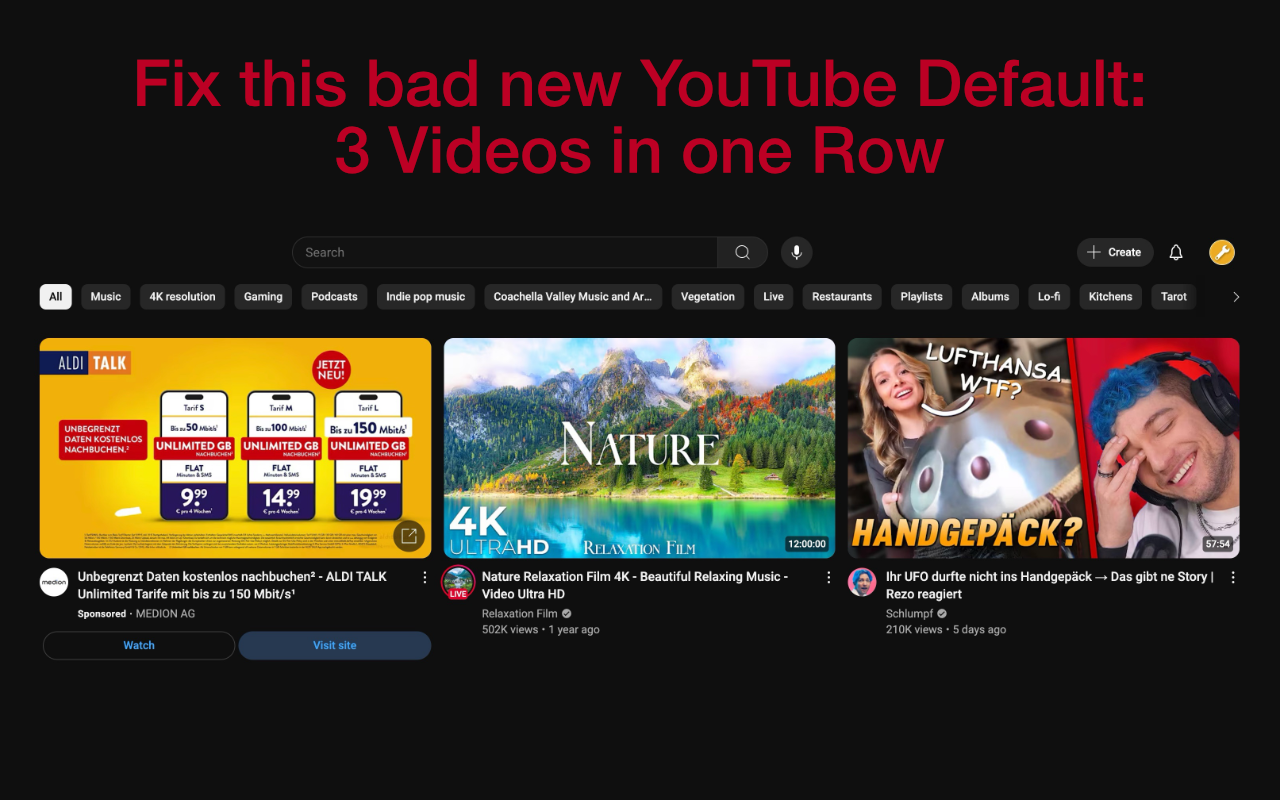 Fix this bad new YouTube Default:
3 Videos in one Row
Search
Create
All Music 4K resolution Gaming Podcasts Indie pop music Coachella Valley Music and Ar... Vegetation Live Restaurants Playlists Albums Lo-fi Kitchens Tarot
ALDI TALK
JETZT
NEU!
UNBEGRENZT
DATEN KOSTENLOS
NACHBUCHEN.²
Tarif S
Bis zu 50 Mbit/s¹
UNLIMITED GB
NACHBUCHEN²
FLAT
Minuten & SMS
9.99
€ pro 4 Wochen¹
Tarif M
Bis zu 100 Mbit/s¹
UNLIMITED GB
NACHBUCHEN²
FLAT
Minuten & SMS
14.99
€ pro 4 Wochen¹
Tarif L
Bis zu 150 Mbit/s¹
UNLIMITED GB
NACHBUCHEN²
FLAT
Minuten & SMS
19.99
€ pro 4 Wochen¹
medion
Unbegrenzt Daten kostenlos nachbuchen² - ALDI TALK
Unlimited Tarife mit bis zu 150 Mbit/s¹
Sponsored • MEDION AG
Watch
Visit site
NATURE
4K
ULTRAHD
RELAXATION FILM
12:00:00
LIVE
Nature Relaxation Film 4K - Beautiful Relaxing Music -
Video Ultra HD
Relaxation Film
502K views • 1 year ago
LUFTHANSA
WTF?
HANDGEPÄCK?
57:54
Ihr UFO durfte nicht ins Handgepäck → Das gibt ne Story |
Rezo reagiert
Schlumpf
210K views • 5 days ago